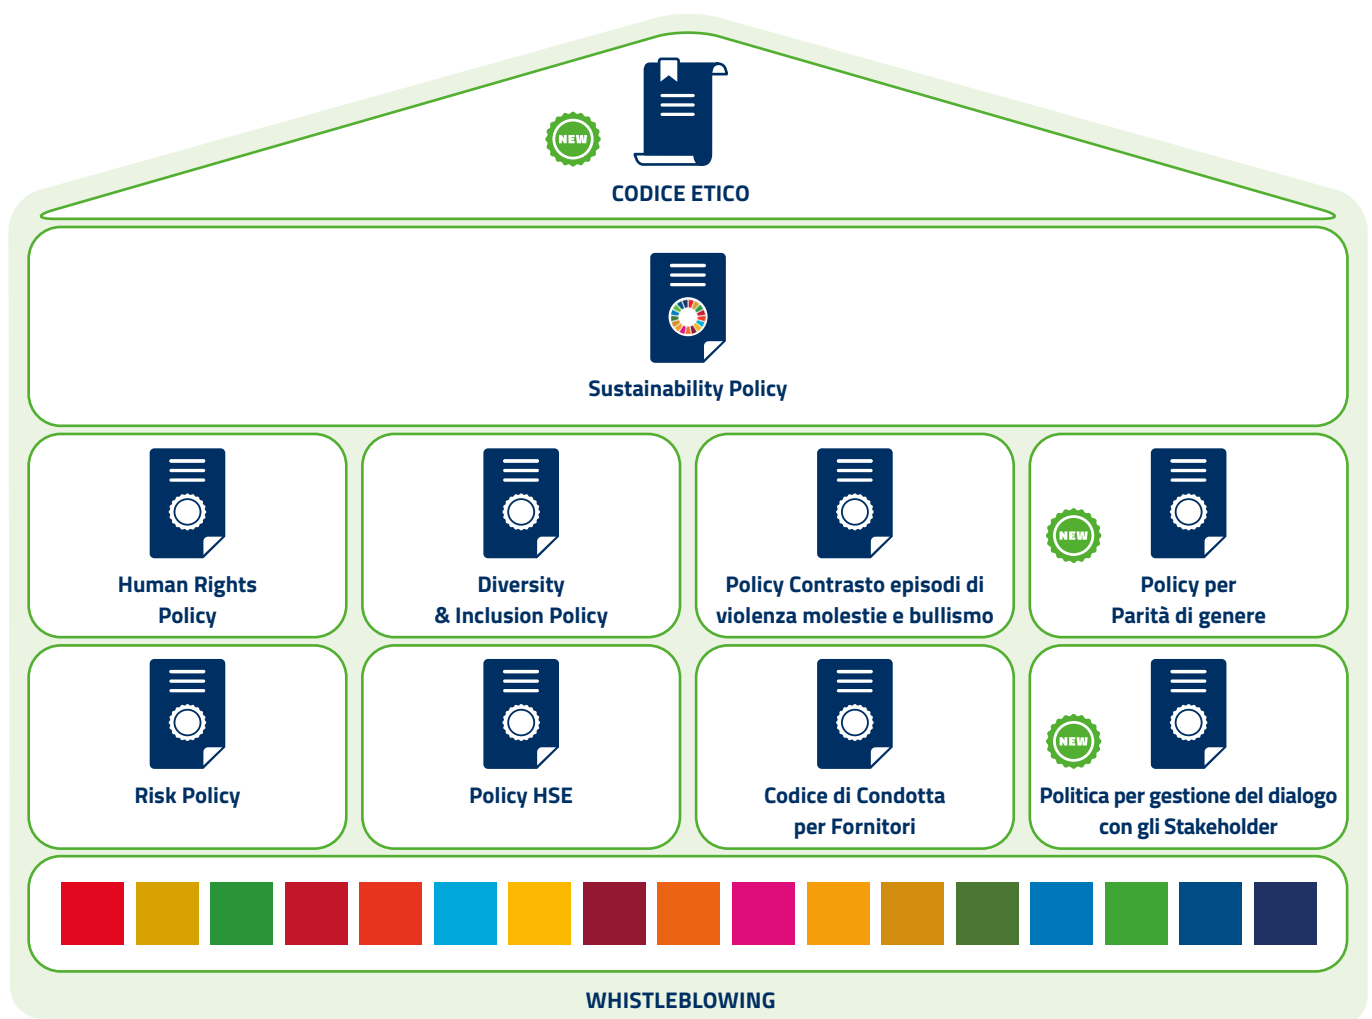 NEW
CODICE ETICO
Sustainability Policy
Human Rights
Policy
Diversity
& Inclusion Policy
Policy Contrasto episodi di
violenza molestie e bullismo
NEW
Policy per
Parità di genere
Risk Policy
Policy HSE
Codice di Condotta
per Fornitori
NEW
Politica per gestione del dialogo
con gli Stakeholder
WHISTLEBLOWING